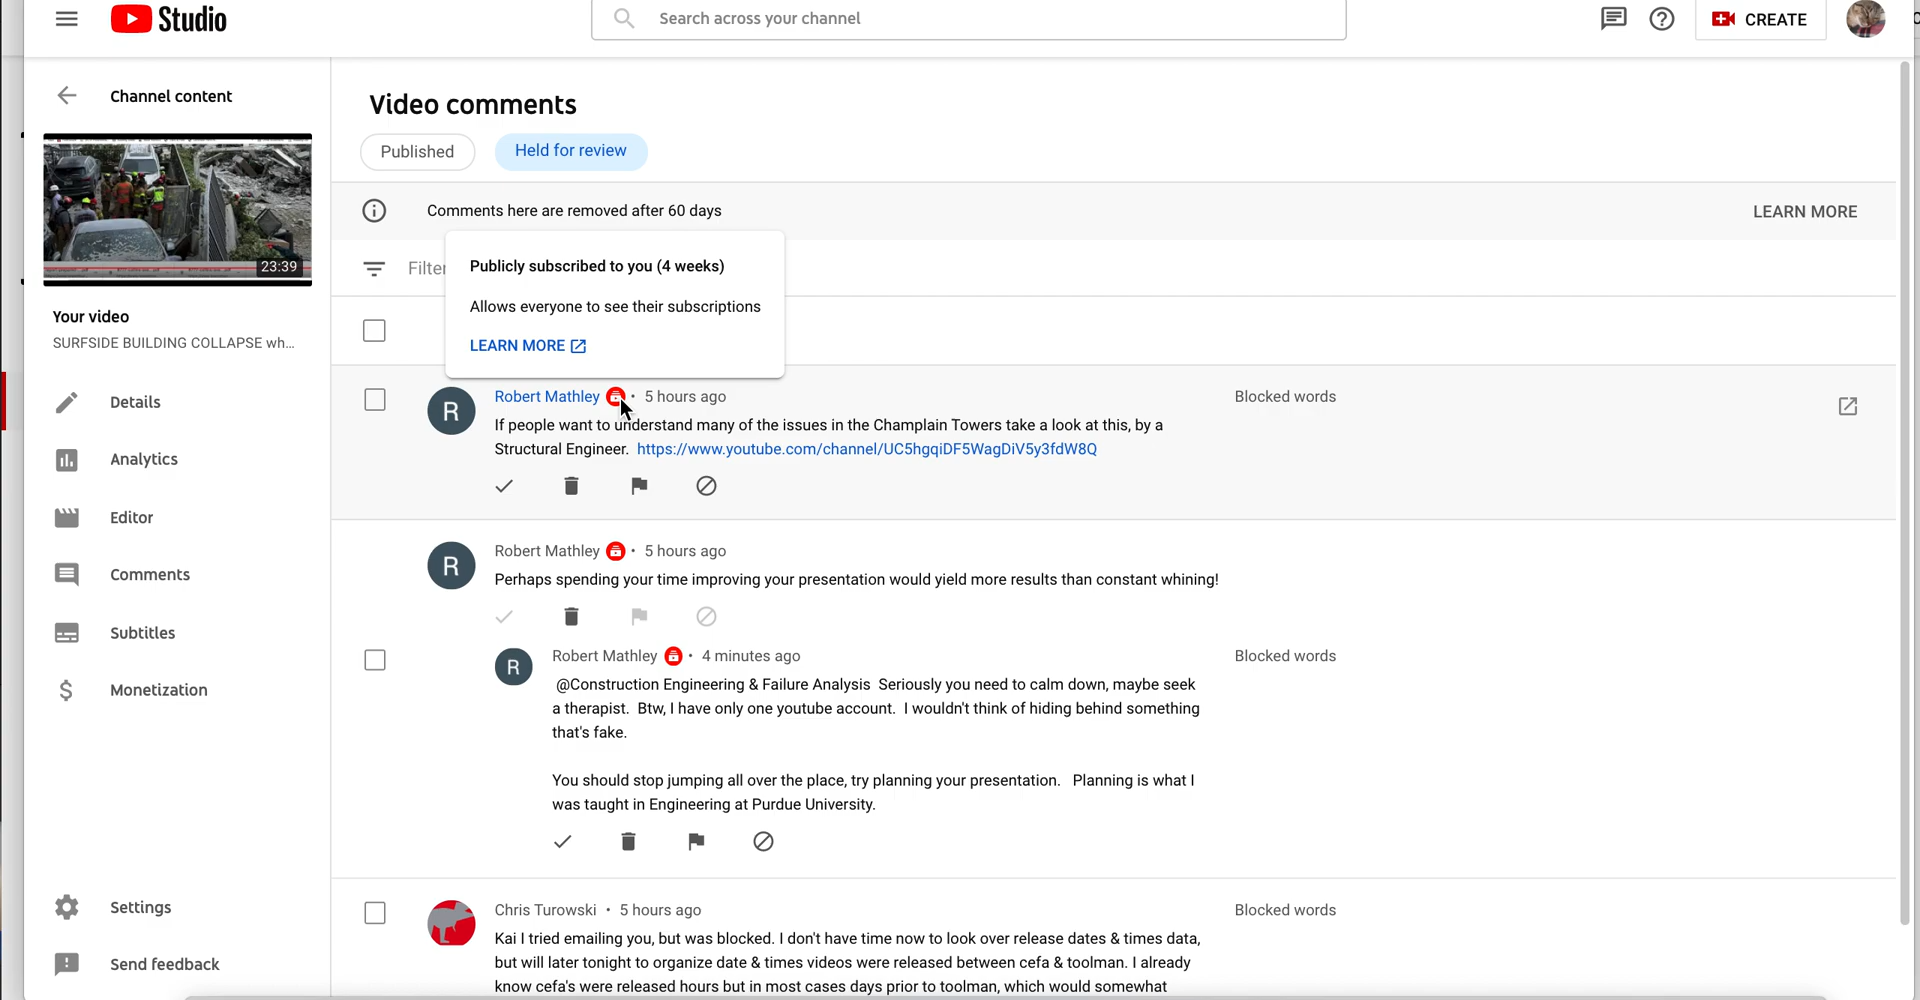 Studio
Search across your channel
CREATE
Channel content
23:39
Your video
SURFSIDE BUILDING COLLAPSE wh...
Details
Analytics
Editor
Comments
Subtitles
Monetization
Settings
Send feedback
Video comments
Published
Held for review
Comments here are removed after 60 days
LEARN MORE
Filter
Publicly subscribed to you (4 weeks)
Allows everyone to see their subscriptions
LEARN MORE
Robert Mathley • 5 hours ago
Blocked words
R
If people want to understand many of the issues in the Champlain Towers take a look at this, by a
Structural Engineer. https://www.youtube.com/channel/UC5hgqiDF5WagDiV5y3fdW8Q
Robert Mathley • 5 hours ago
R
Perhaps spending your time improving your presentation would yield more results than constant whining!
Robert Mathley • 4 minutes ago
Blocked words
R
@Construction Engineering & Failure Analysis Seriously you need to calm down, maybe seek
a therapist. Btw, I have only one youtube account. I wouldn't think of hiding behind something
that's fake.
You should stop jumping all over the place, try planning your presentation. Planning is what I
was taught in Engineering at Purdue University.
Chris Turowski • 5 hours ago
Blocked words
Kai I tried emailing you, but was blocked. I don't have time now to look over release dates & times data,
but will later tonight to organize date & times videos were released between cefa & toolman. I already
know cefa's were released hours but in most cases days prior to toolman, which would somewhat